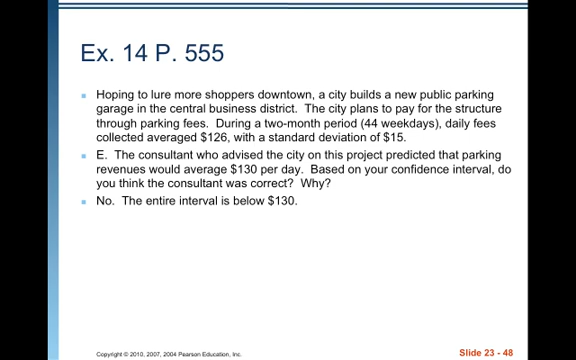 Ex. 14 P. 555
Hoping to lure more shoppers downtown, a city builds a new public parking
garage in the central business district. The city plans to pay for the structure
through parking fees. During a two-month period (44 weekdays), daily fees
collected averaged $126, with a standard deviation of $15.
E. The consultant who advised the city on this project predicted that parking
revenues would average $130 per day. Based on your confidence interval, do
you think the consultant was correct? Why?
No. The entire interval is below $130.
Copyright © 2010, 2007, 2004 Pearson Education, Inc.
Slide 23 - 48